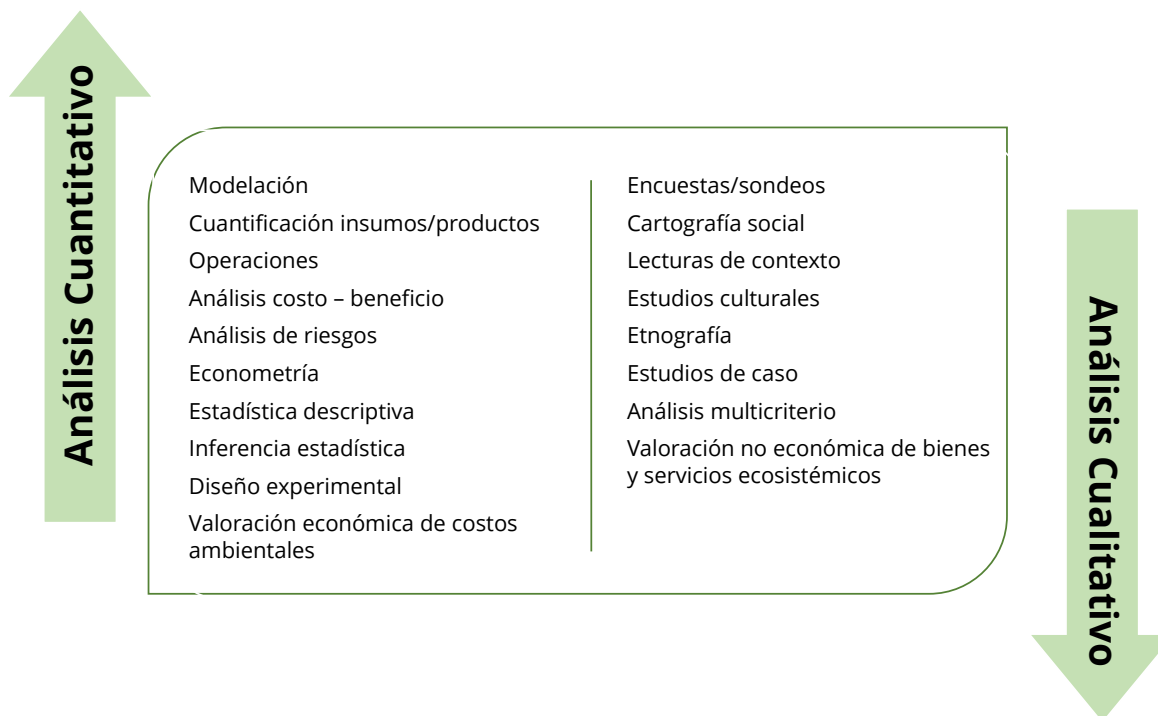 Análisis Cuantitativo
Modelación
Cuantificación insumos/productos
Operaciones
Análisis costo – beneficio
Análisis de riesgos
Econometría
Estadística descriptiva
Inferencia estadística
Diseño experimental
Valoración económica de costos
ambientales
Encuestas/sondeos
Cartografía social
Lecturas de contexto
Estudios culturales
Etnografía
Estudios de caso
Análisis multicriterio
Valoración no económica de bienes
y servicios ecosistémicos
Análisis Cualitativo